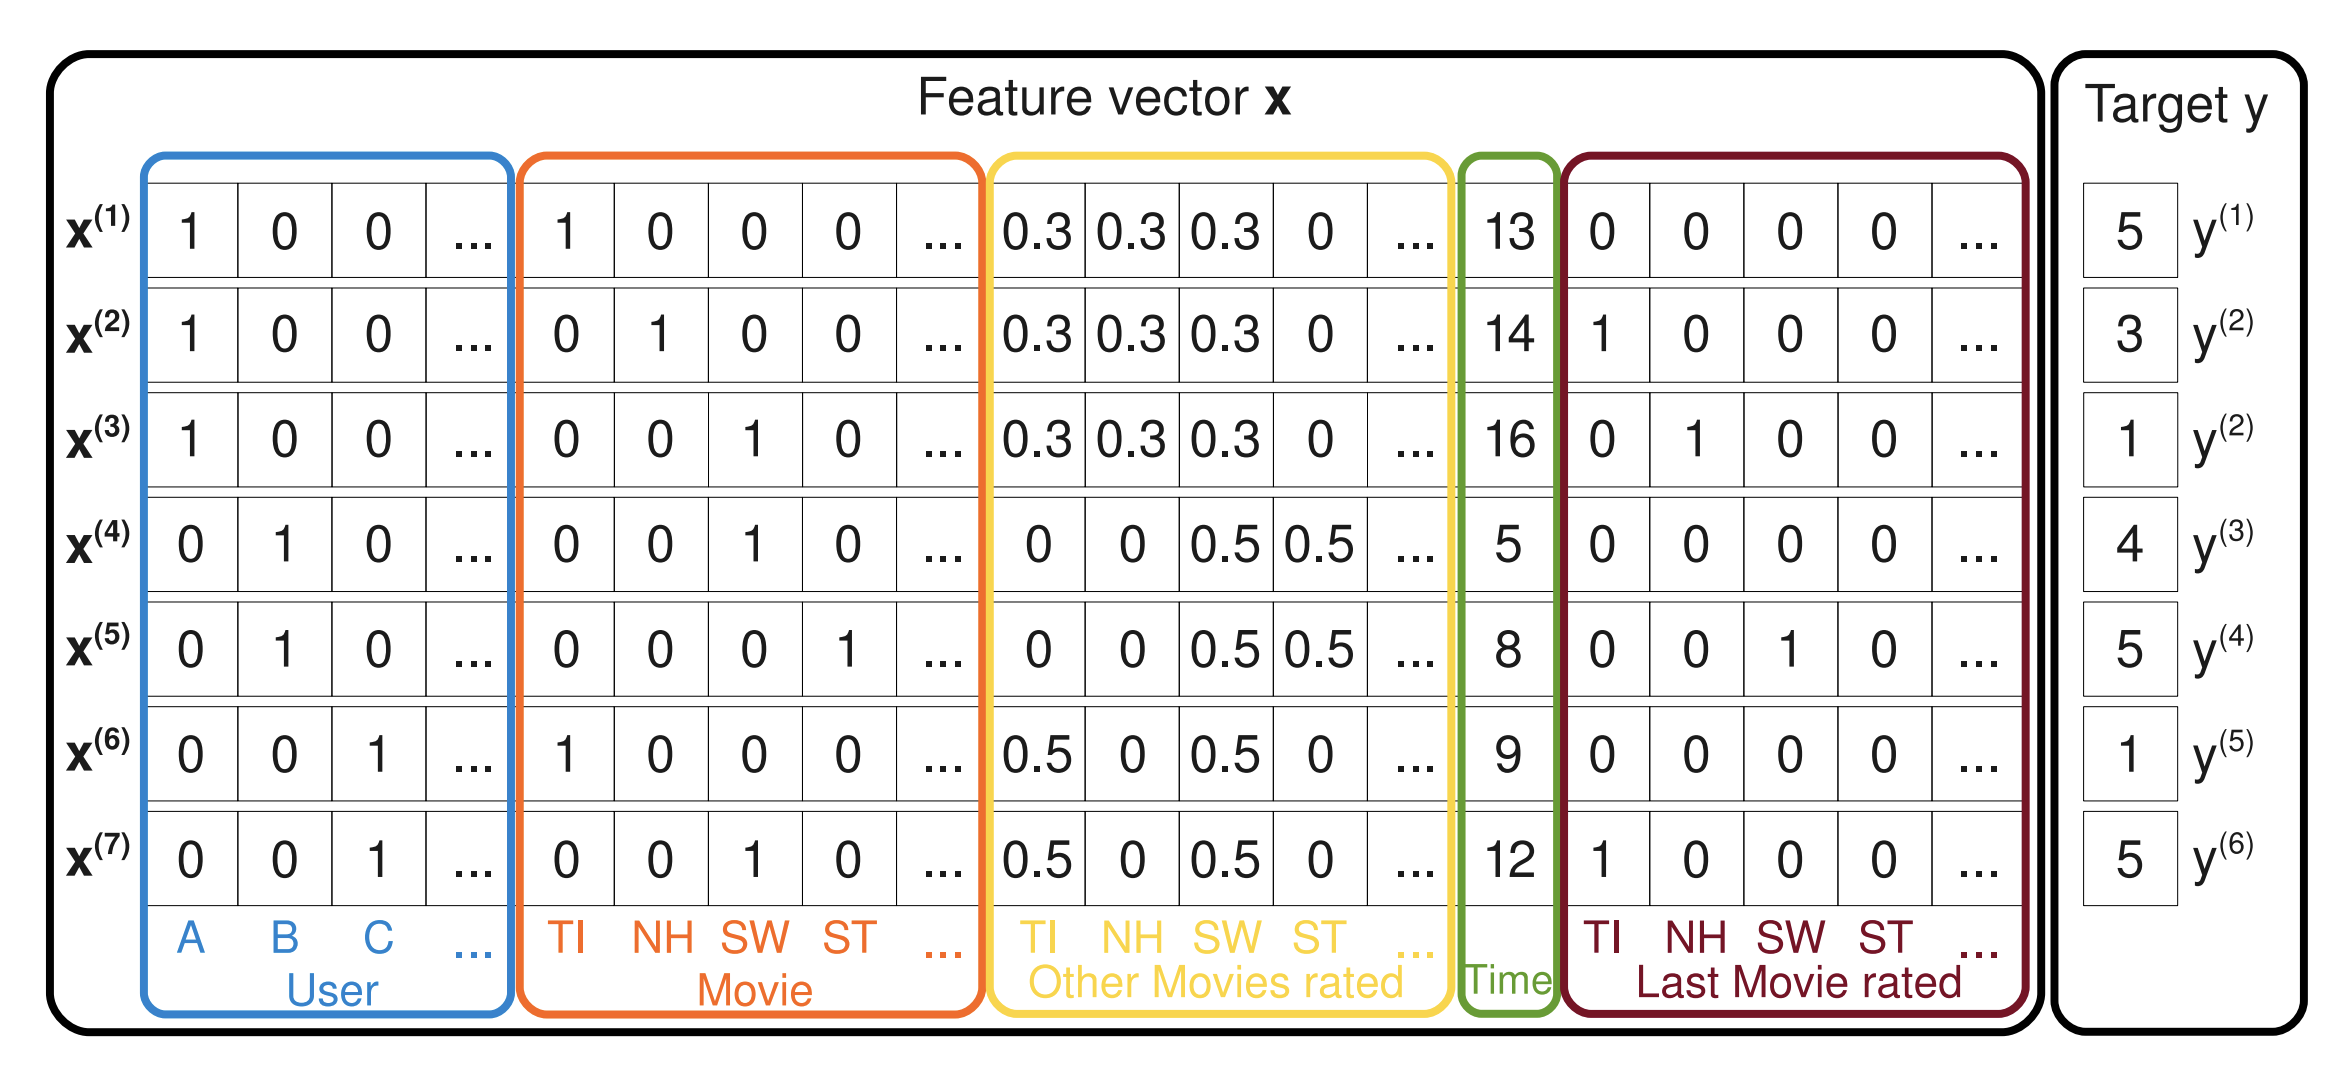 Feature vector x
Target y
x(1) 1 0 0 ... 1 0 0 0 ... 0.3 0.3 0.3 0 ... 13 0 0 0 0 ... 5 y(1)
x(2) 1 0 0 ... 0 1 0 0 ... 0.3 0.3 0.3 0 ... 14 1 0 0 0 ... 3 y(2)
x(3) 1 0 0 ... 0 0 1 0 ... 0.3 0.3 0.3 0 ... 16 0 1 0 0 ... 1 y(2)
x(4) 0 1 0 ... 0 0 1 0 ... 0 0 0.5 0.5 ... 5 0 0 0 0 ... 4 y(3)
x(5) 0 1 0 ... 0 0 0 1 ... 0 0 0.5 0.5 ... 8 0 0 1 0 ... 5 y(4)
x(6) 0 0 1 ... 1 0 0 0 ... 0.5 0 0.5 0 ... 9 0 0 0 0 ... 1 y(5)
x(7) 0 0 1 ... 0 0 1 0 ... 0.5 0 0.5 0 ... 12 1 0 0 0 ... 5 y(6)
A B C ... TI NH SW ST ... TI NH SW ST ... TI NH SW ST ...
User Movie Other Movies rated Time Last Movie rated